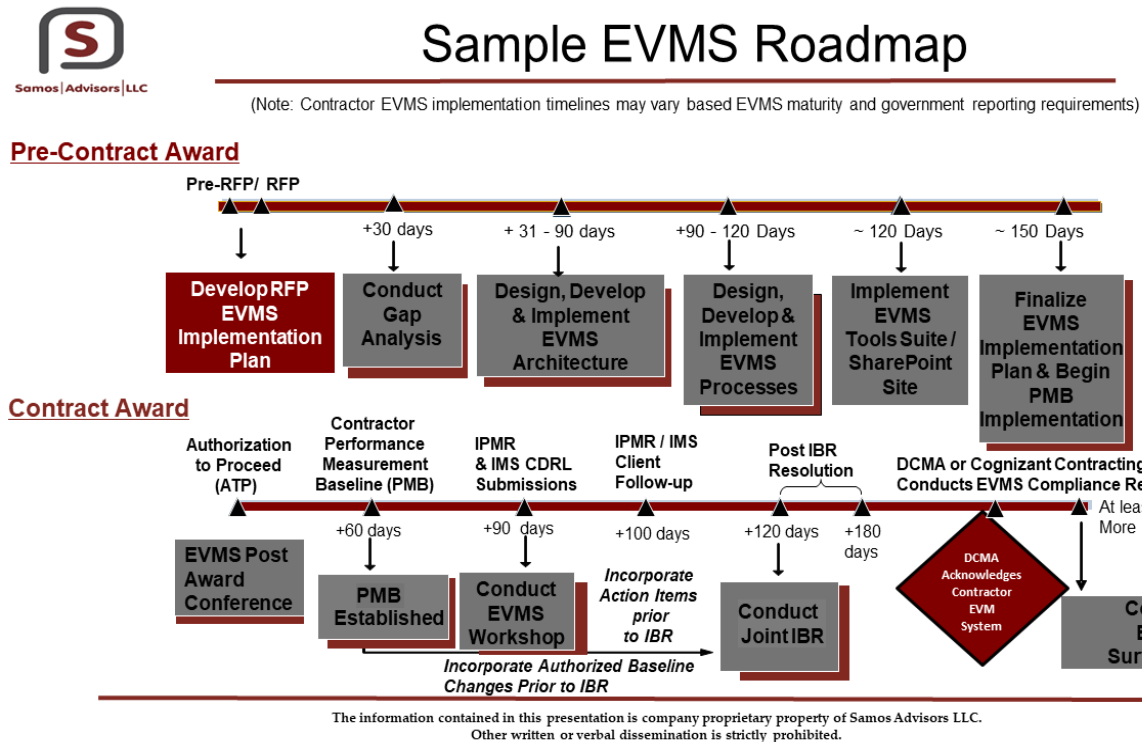 S
Samos|Advisors|LLC
Sample EVMS Roadmap
(Note: Contractor EVMS implementation timelines may vary based EVMS maturity and government reporting requirements)
Pre-Contract Award
Pre-RFP/ RFP
+30 days
+ 31 - 90 days
+90 - 120 Days
~ 120 Days
~ 150 Days
Develop RFP
EVMS
Implementation
Plan
Conduct
Gap
Analysis
Design, Develop
& Implement
EVMS
Architecture
Design,
Develop &
Implement
EVMS
Processes
Implement
EVMS
Tools Suite /
SharePoint
Site
Finalize
EVMS
Implementation
Plan & Begin
PMB
Implementation
Contract Award
Authorization
to Proceed
(ATP)
Contractor
Performance
Measurement
Baseline (PMB)
IPMR
& IMS CDRL
Submissions
IPMR / IMS
Client
Follow-up
Post IBR
Resolution
DCMA or Cognizant Contracting
Conducts EVMS Compliance Re
At leas
More
+60 days
+90 days
+100 days
+120 days
+180
days
EVMS Post
Award
Conference
PMB
Established
Conduct
EVMS
Workshop
Incorporate
Action Items
prior
to IBR
Conduct
Joint IBR
DCMA
Acknowledges
Contractor
EVM
System
Co
E
Sur
Incorporate Authorized Baseline
Changes Prior to IBR
The information contained in this presentation is company proprietary property of Samos Advisors LLC.
Other written or verbal dissemination is strictly prohibited.